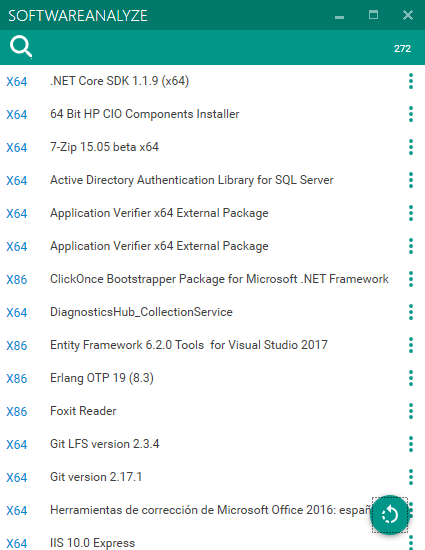 SOFTWAREANALYZE
272
X64 .NET Core SDK 1.1.9 (x64)
X64 64 Bit HP CIO Components Installer
X64 7-Zip 15.05 beta x64
X64 Active Directory Authentication Library for SQL Server
X64 Application Verifier x64 External Package
X64 Application Verifier x64 External Package
X86 ClickOnce Bootstrapper Package for Microsoft .NET Framework
X64 DiagnosticsHub_CollectionService
X86 Entity Framework 6.2.0 Tools  for Visual Studio 2017
X86 Erlang OTP 19 (8.3)
X86 Foxit Reader
X64 Git LFS version 2.3.4
X64 Git version 2.17.1
X64 Herramientas de corrección de Microsoft Office 2016: espa
X64 IIS 10.0 Express